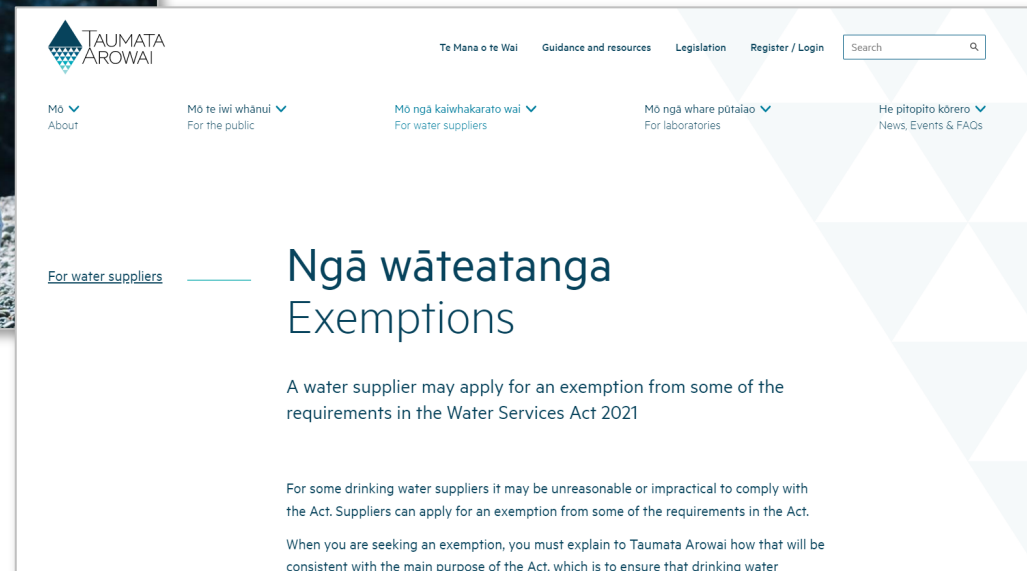 TAUMATA
AROWAI
Te Mana o te Wai Guidance and resources Legislation Register / Login Search
Mō Mō te iwi whānui Mō ngā kaiwhakarato wai Mō ngā whare pūtaiao He pitopito kōrero
About For the public For water suppliers For laboratories News, Events & FAQs
For water suppliers
Ngā wāteatanga
Exemptions
A water supplier may apply for an exemption from some of the
requirements in the Water Services Act 2021
For some drinking water suppliers it may be unreasonable or impractical to comply with
the Act. Suppliers can apply for an exemption from some of the requirements in the Act.
When you are seeking an exemption, you must explain to Taumata Arowai how that will be
consistent with the main purpose of the Act, which is to ensure that drinking water